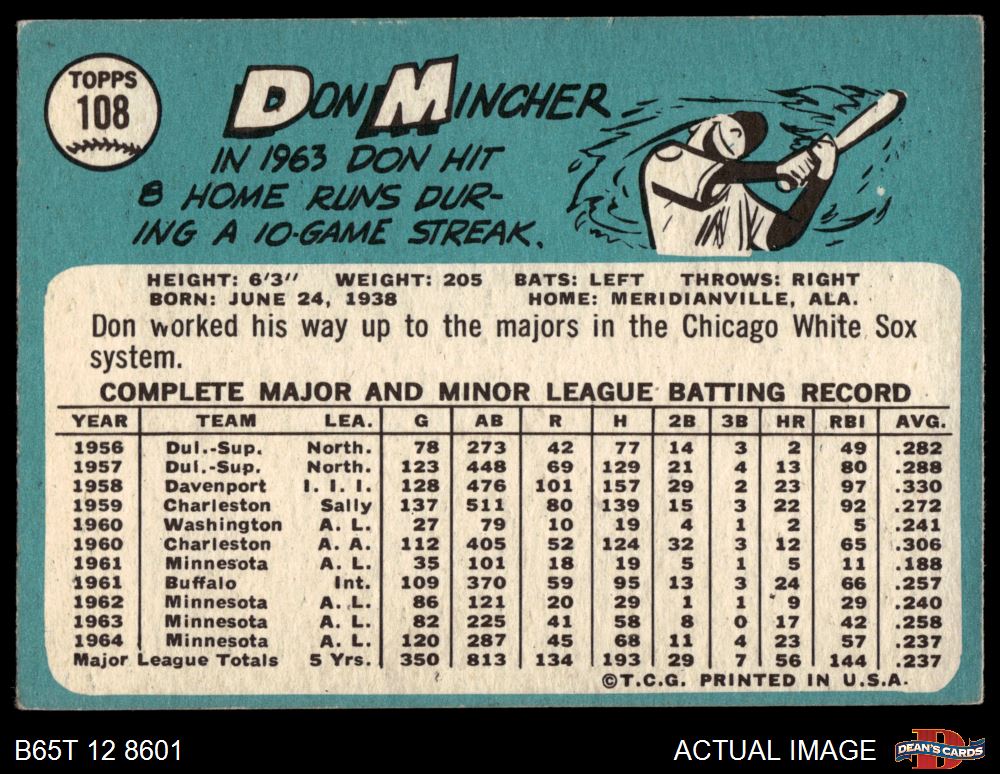 TOPPS
108
DON MINCHER
IN 1963 DON HIT
8 HOME RUNS DUR-
ING A 10-GAME STREAK.
HEIGHT: 6'3" WEIGHT: 205 BATS: LEFT THROWS: RIGHT
BORN: JUNE 24, 1938 HOME: MERIDIANVILLE, ALA.
Don worked his way up to the majors in the Chicago White Sox
system.
COMPLETE MAJOR AND MINOR LEAGUE BATTING RECORD
YEAR TEAM LEA. G AB R H 2B 3B HR RBI AVG.
1956 Dul.-Sup. North. 78 273 42 77 14 3 2 49 .282
1957 Dul.-Sup. North. 123 448 69 129 21 4 13 80 .288
1958 Davenport I. I. I. 128 476 101 157 29 2 23 97 .330
1959 Charleston Sally 137 511 80 139 15 3 22 92 .272
1960 Washington A. L. 27 79 10 19 4 1 2 5 .241
1960 Charleston A. A. 112 405 52 124 32 3 12 65 .306
1961 Minnesota A. L. 35 101 18 19 5 1 5 11 .188
1961 Buffalo Int. 109 370 59 95 13 3 24 66 .257
1962 Minnesota A. L. 86 121 20 29 1 1 9 29 .240
1963 Minnesota A. L. 82 225 41 58 8 0 17 42 .258
1964 Minnesota A. L. 120 287 45 68 11 4 23 57 .237
Major League Totals 5 Yrs. 350 813 134 193 29 7 56 144 .237
©T.C.G. PRINTED IN U.S.A.
B65T 12 8601
ACTUAL IMAGE
D
DEAN'S CARDS